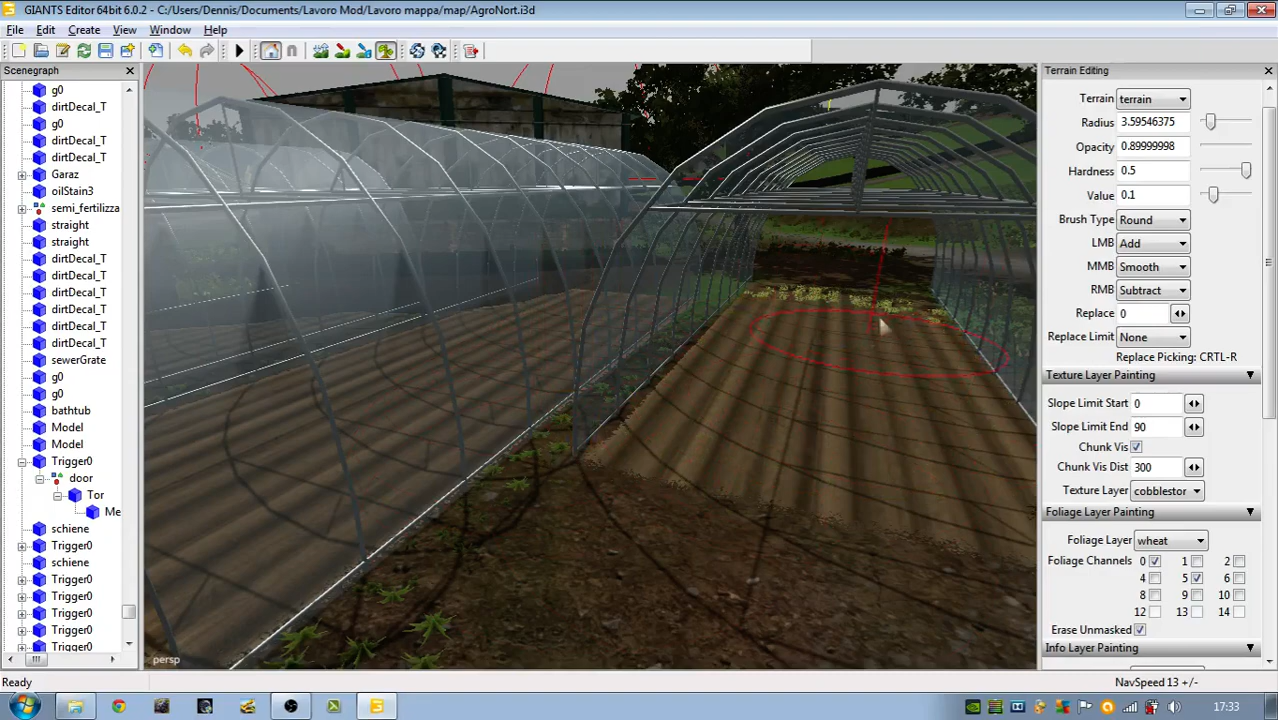 GIANTS Editor 64bit 6.0.2 - C:/Users/Dennis/Documents/Lavoro Mod/Lavoro mappa/map/AgroNort.i3d
File Edit Create View Window Help
Scenegraph
g0
dirtDecal_T
g0
dirtDecal_T
dirtDecal_T
Garaz
oilStain3
semi_fertilizza
straight
straight
dirtDecal_T
dirtDecal_T
dirtDecal_T
dirtDecal_T
dirtDecal_T
dirtDecal_T
sewerGrate
g0
g0
bathtub
Model
Model
Trigger0
door
Tor
Me
schiene
Trigger0
schiene
Trigger0
Trigger0
Trigger0
Trigger0
Trigger0
persp
Terrain Editing
Terrain terrain
Radius 3.59546375
Opacity 0.89999998
Hardness 0.5
Value 0.1
Brush Type Round
LMB Add
MMB Smooth
RMB Subtract
Replace 0
Replace Limit None
Replace Picking: CRTL-R
Texture Layer Painting
Slope Limit Start 0
Slope Limit End 90
Chunk Vis
Chunk Vis Dist 300
Texture Layer cobblestor
Foliage Layer Painting
Foliage Layer wheat
Foliage Channels 0 1 2
4 5 6
8 9 10
12 13 14
Erase Unmasked
Info Layer Painting
Ready
NavSpeed 13 +/-
17:33